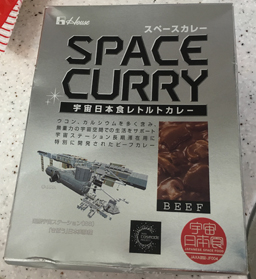 House
スペースカレー
SPACE
CURRY
宇宙日本食レトルトカレー
ウコン、カルシウムを多く含み、
無重力の宇宙空間での生活をサポート
宇宙ステーション長期滞在用に
特別に開発されたビーフカレー
BEEF
宇宙
日本食
JAPANESE SPACE FOOD